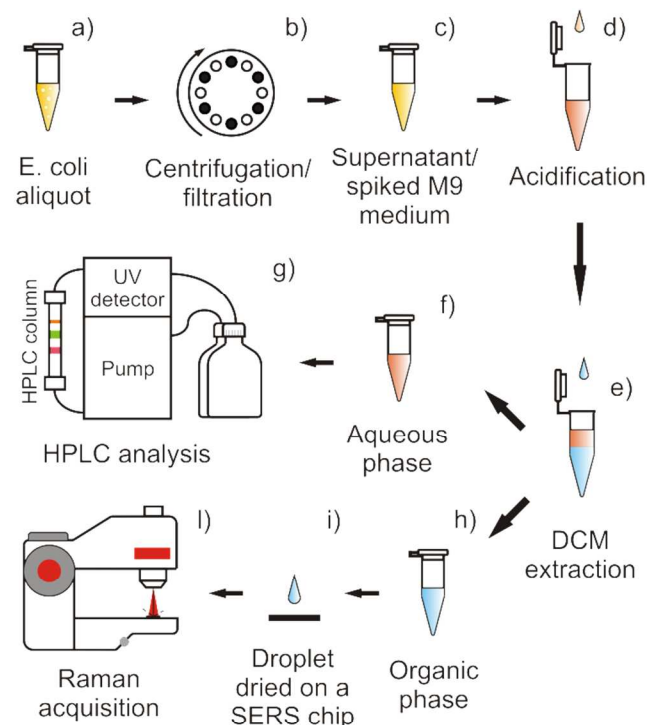 a)
b)
c)
d)
E. coli
aliquot
Centrifugation/
filtration
Supernatant/
spiked M9
medium
Acidification
g)
UV
detector
Pump
HPLC column
HPLC analysis
f)
Aqueous
phase
e)
DCM
extraction
l)
Raman
acquisition
i)
Droplet
dried on a
SERS chip
h)
Organic
phase